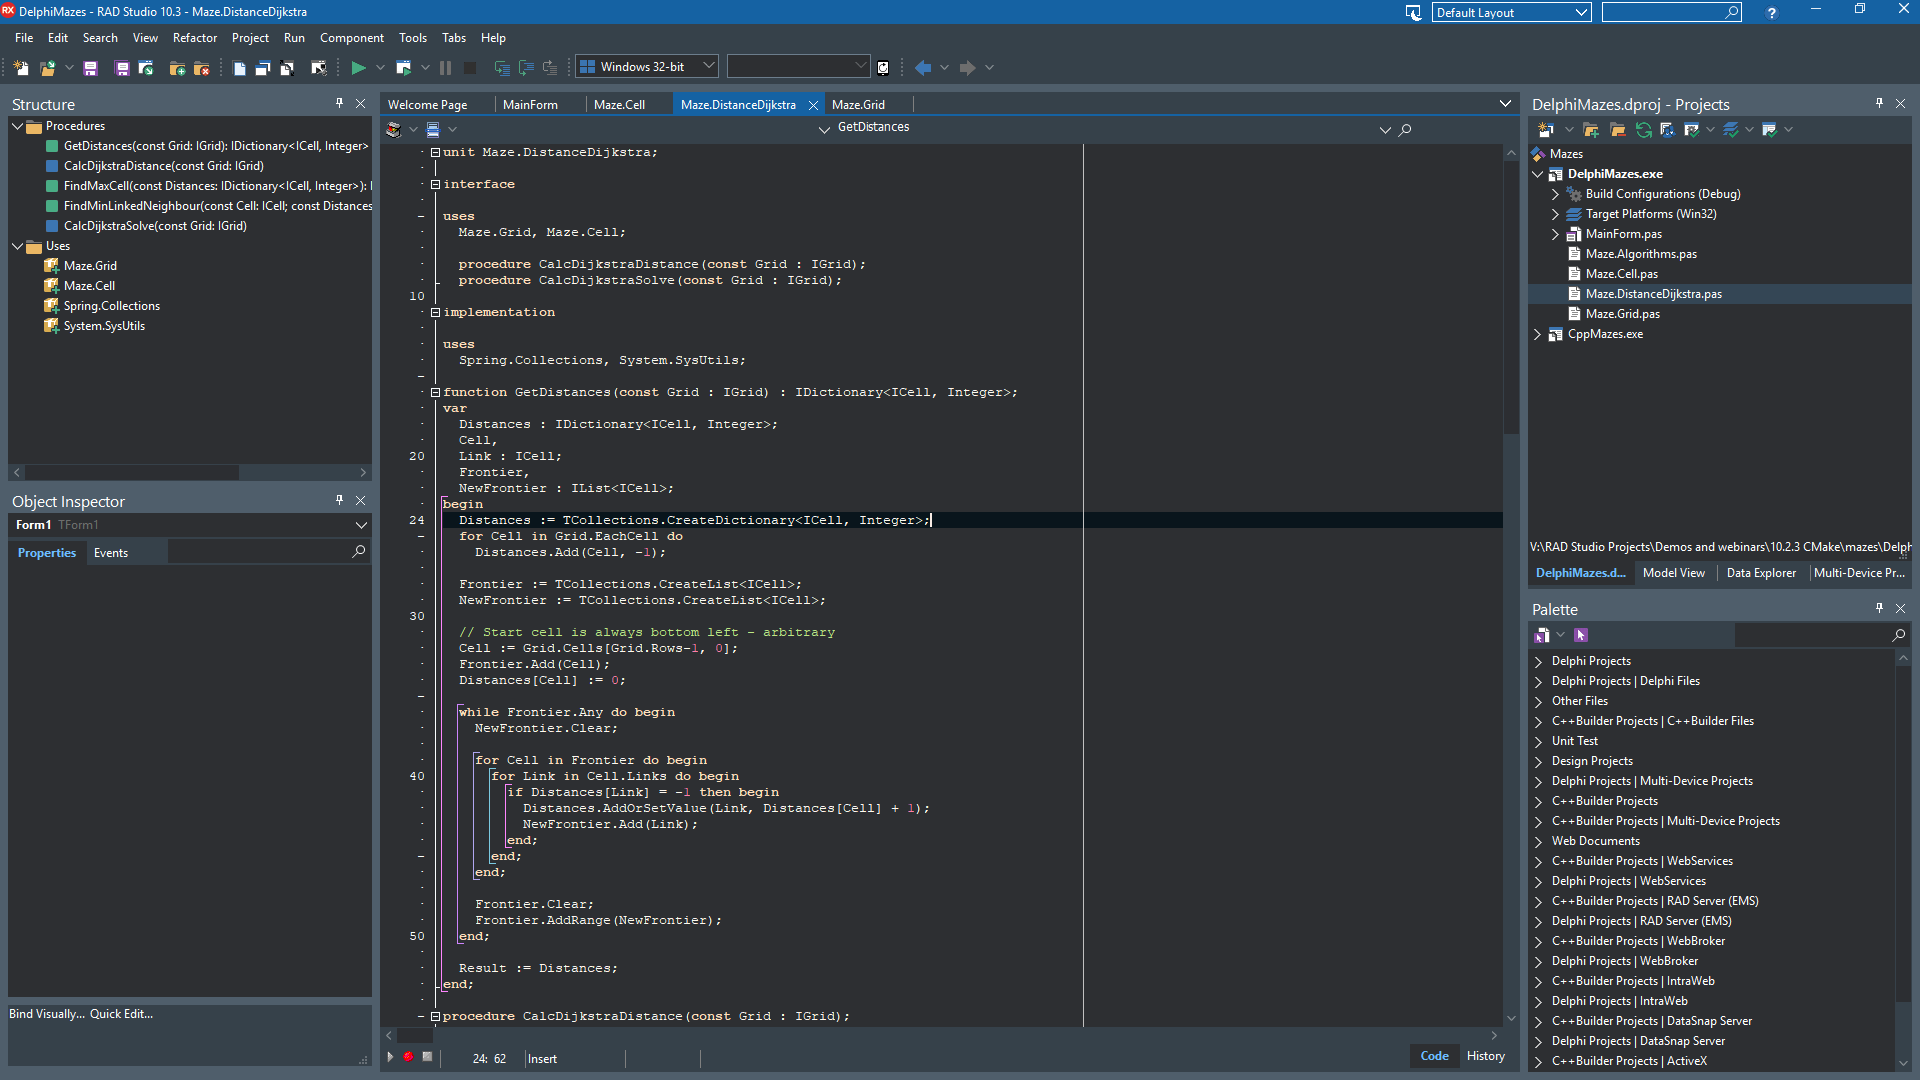 DelphiMazes - RAD Studio 10.3 - Maze.DistanceDijkstra
Default Layout
File Edit Search View Refactor Project Run Component Tools Tabs Help
Windows 32-bit
Structure
Procedures
GetDistances(const Grid: IGrid): IDictionary<ICell, Integer>
CalcDijkstraDistance(const Grid: IGrid)
FindMaxCell(const Distances: IDictionary<ICell, Integer>):
FindMinLinkedNeighbour(const Cell: ICell; const Distances
CalcDijkstraSolve(const Grid: IGrid)
Uses
Maze.Grid
Maze.Cell
Spring.Collections
System.SysUtils
Object Inspector
Form1 TForm1
Properties Events
Bind Visually... Quick Edit...
Welcome Page MainForm Maze.Cell Maze.DistanceDijkstra Maze.Grid
GetDistances
unit Maze.DistanceDijkstra;
interface
uses
Maze.Grid, Maze.Cell;
procedure CalcDijkstraDistance(const Grid : IGrid);
procedure CalcDijkstraSolve(const Grid : IGrid);
10
implementation
uses
Spring.Collections, System.SysUtils;
function GetDistances(const Grid : IGrid) : IDictionary<ICell, Integer>;
var
Distances : IDictionary<ICell, Integer>;
Cell,
20 Link : ICell;
Frontier,
NewFrontier : IList<ICell>;
begin
24 Distances := TCollections.CreateDictionary<ICell, Integer>;
for Cell in Grid.EachCell do
Distances.Add(Cell, -1);
Frontier := TCollections.CreateList<ICell>;
NewFrontier := TCollections.CreateList<ICell>;
30
// Start cell is always bottom left - arbitrary
Cell := Grid.Cells[Grid.Rows-1, 0];
Frontier.Add(Cell);
Distances[Cell] := 0;
while Frontier.Any do begin
NewFrontier.Clear;
for Cell in Frontier do begin
40 for Link in Cell.Links do begin
if Distances[Link] = -1 then begin
Distances.AddOrSetValue(Link, Distances[Cell] + 1);
NewFrontier.Add(Link);
end;
end;
end;
Frontier.Clear;
Frontier.AddRange(NewFrontier);
50 end;
Result := Distances;
end;
procedure CalcDijkstraDistance(const Grid : IGrid);
24: 62 Insert
Code History
DelphiMazes.dproj - Projects
Mazes
DelphiMazes.exe
Build Configurations (Debug)
Target Platforms (Win32)
MainForm.pas
Maze.Algorithms.pas
Maze.Cell.pas
Maze.DistanceDijkstra.pas
Maze.Grid.pas
CppMazes.exe
V:\RAD Studio Projects\Demos and webinars\10.2.3 CMake\mazes\Delph
DelphiMazes.d... Model View Data Explorer Multi-Device Pr...
Palette
Delphi Projects
Delphi Projects | Delphi Files
Other Files
C++Builder Projects | C++Builder Files
Unit Test
Design Projects
Delphi Projects | Multi-Device Projects
C++Builder Projects
C++Builder Projects | Multi-Device Projects
Web Documents
C++Builder Projects | WebServices
Delphi Projects | WebServices
C++Builder Projects | RAD Server (EMS)
Delphi Projects | RAD Server (EMS)
C++Builder Projects | WebBroker
Delphi Projects | WebBroker
C++Builder Projects | IntraWeb
Delphi Projects | IntraWeb
C++Builder Projects | DataSnap Server
Delphi Projects | DataSnap Server
C++Builder Projects | ActiveX